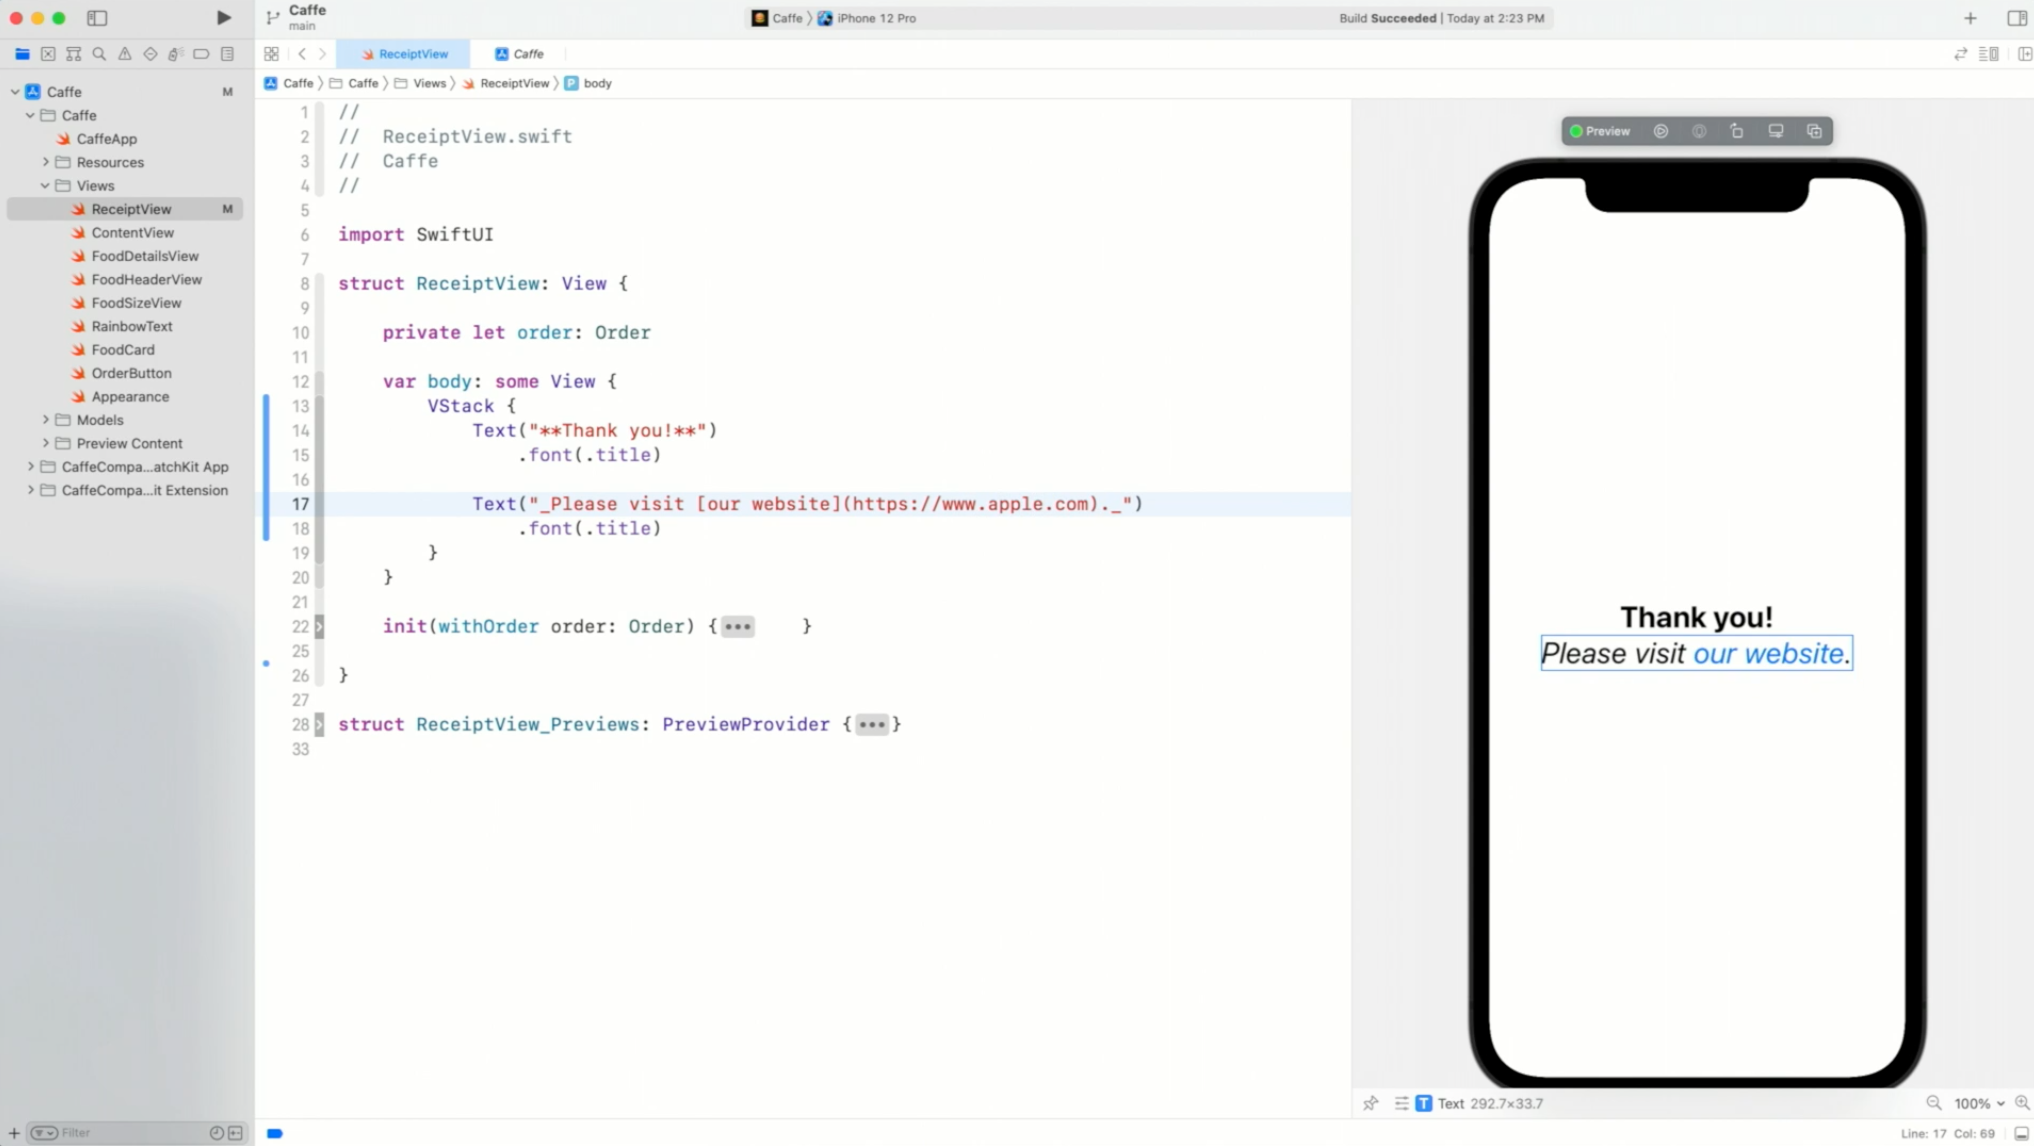 Caffe
main
Caffe 〉 iPhone 12 Pro
Build Succeeded | Today at 2:23 PM
ReceiptView
Caffe
Caffe 〉 Caffe 〉 Views 〉 ReceiptView 〉 P body
Caffe M
Caffe
CaffeApp
Resources
Views
ReceiptView M
ContentView
FoodDetailsView
FoodHeaderView
FoodSizeView
RainbowText
FoodCard
OrderButton
Appearance
Models
Preview Content
CaffeCompa...atchKit App
CaffeCompa...it Extension
Filter
1 //
2 //  ReceiptView.swift
3 //  Caffe
4 //
5
6 import SwiftUI
7
8 struct ReceiptView: View {
9
10     private let order: Order
11
12     var body: some View {
13         VStack {
14             Text("**Thank you!**")
15                 .font(.title)
16
17             Text("_Please visit [our website](https://www.apple.com)._")
18                 .font(.title)
19         }
20     }
21
22     init(withOrder order: Order) {•••    }
25
26 }
27
28 struct ReceiptView_Previews: PreviewProvider {•••}
33
Preview
Thank you!
Please visit our website.
T Text 292.7×33.7
100%
Line: 17 Col: 69